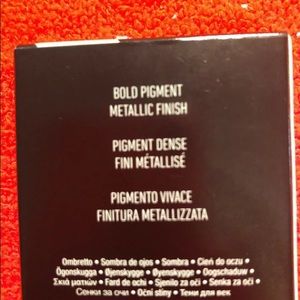 BOLD PIGMENT
METALLIC FINISH
PIGMENT DENSE
FINI MÉTALLISÉ
PIGMENTO VIVACE
FINITURA METALLIZZATA
Ombretto • Sombra de ojos • Sombra • Cień do oczu •
Ögonskugga • Øjenskygge • Øyenskygge • Oogschaduw •
Σκιά ματιών • Fard de ochi • Sjenilo za oči • Senka za oči •
Сенки за очи • Oční stíny • Тени для век